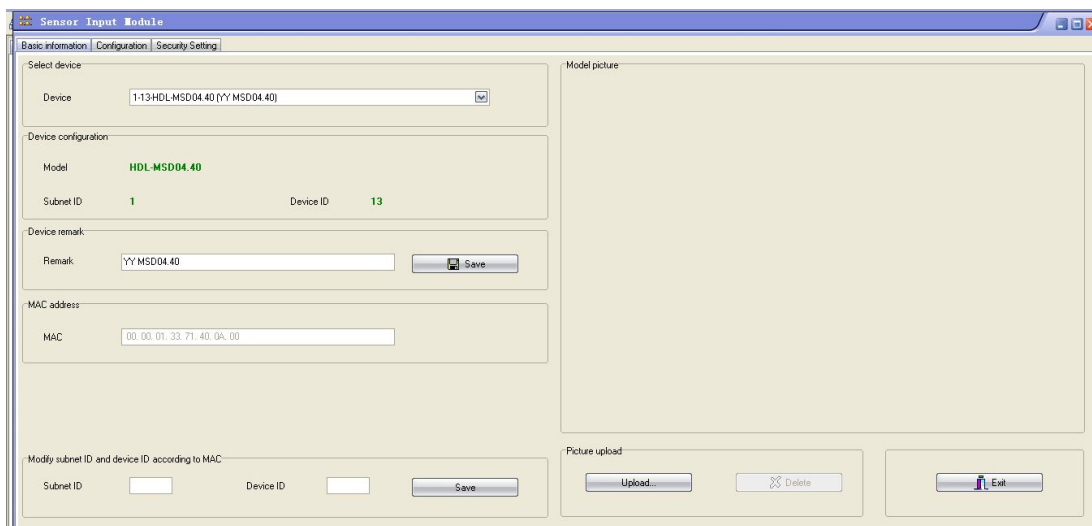 Sensor Input Module
Basic information Configuration Security Setting
Select device
Device 1-13-HDL-MSD04.40 (YY MSD04.40)
Device configuration
Model HDL-MSD04.40
Subnet ID 1 Device ID 13
Device remark
Remark YY MSD04.40 Save
MAC address
MAC 00. 00. 01. 33. 71. 40. 0A. 00
Modify subnet ID and device ID according to MAC
Subnet ID Device ID Save
Model picture
Picture upload
Upload... Delete Exit